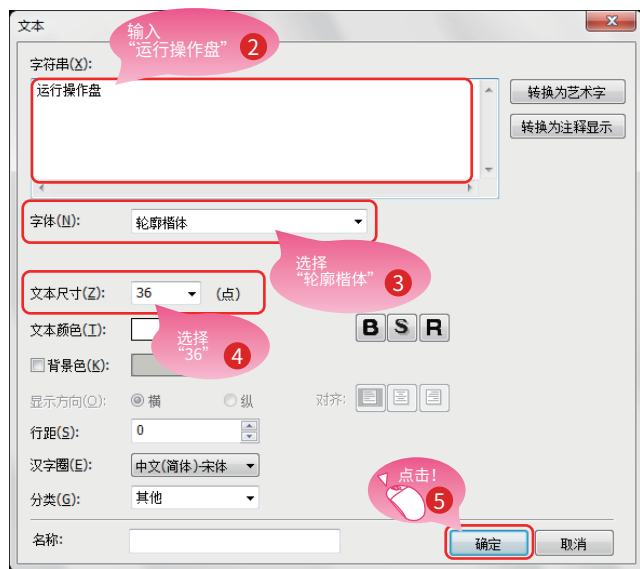 文本
输入
“运行操作盘” 2
字符串(X):
运行操作盘
转换为艺术字
转换为注释显示
字体(N): 轮廓楷体
选择
“轮廓楷体” 3
文本尺寸(Z): 36 (点)
文本颜色(T): B S R
选择
“36” 4
背景色(K):
显示方向(O): 横 纵 对齐:
行距(S): 0
汉字圈(E): 中文(简体)-宋体
点击!
5
分类(G): 其他
名称: 确定 取消